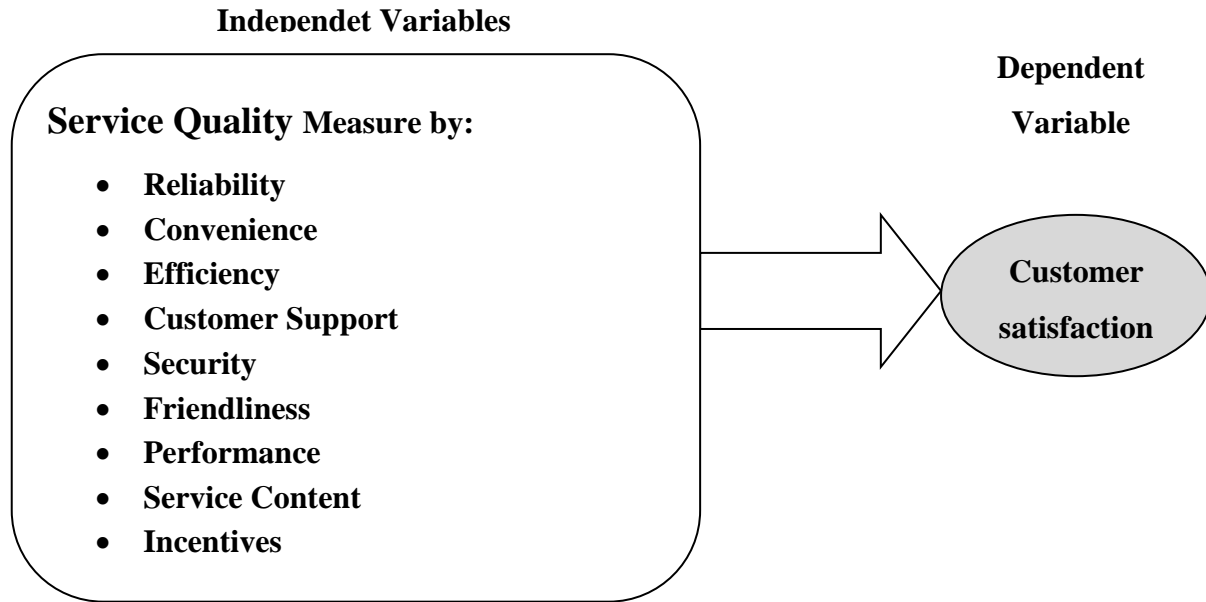 Independet Variables
Dependent
Variable
Service Quality Measure by:
• Reliability
• Convenience
• Efficiency
• Customer Support
• Security
• Friendliness
• Performance
• Service Content
• Incentives
Customer
satisfaction